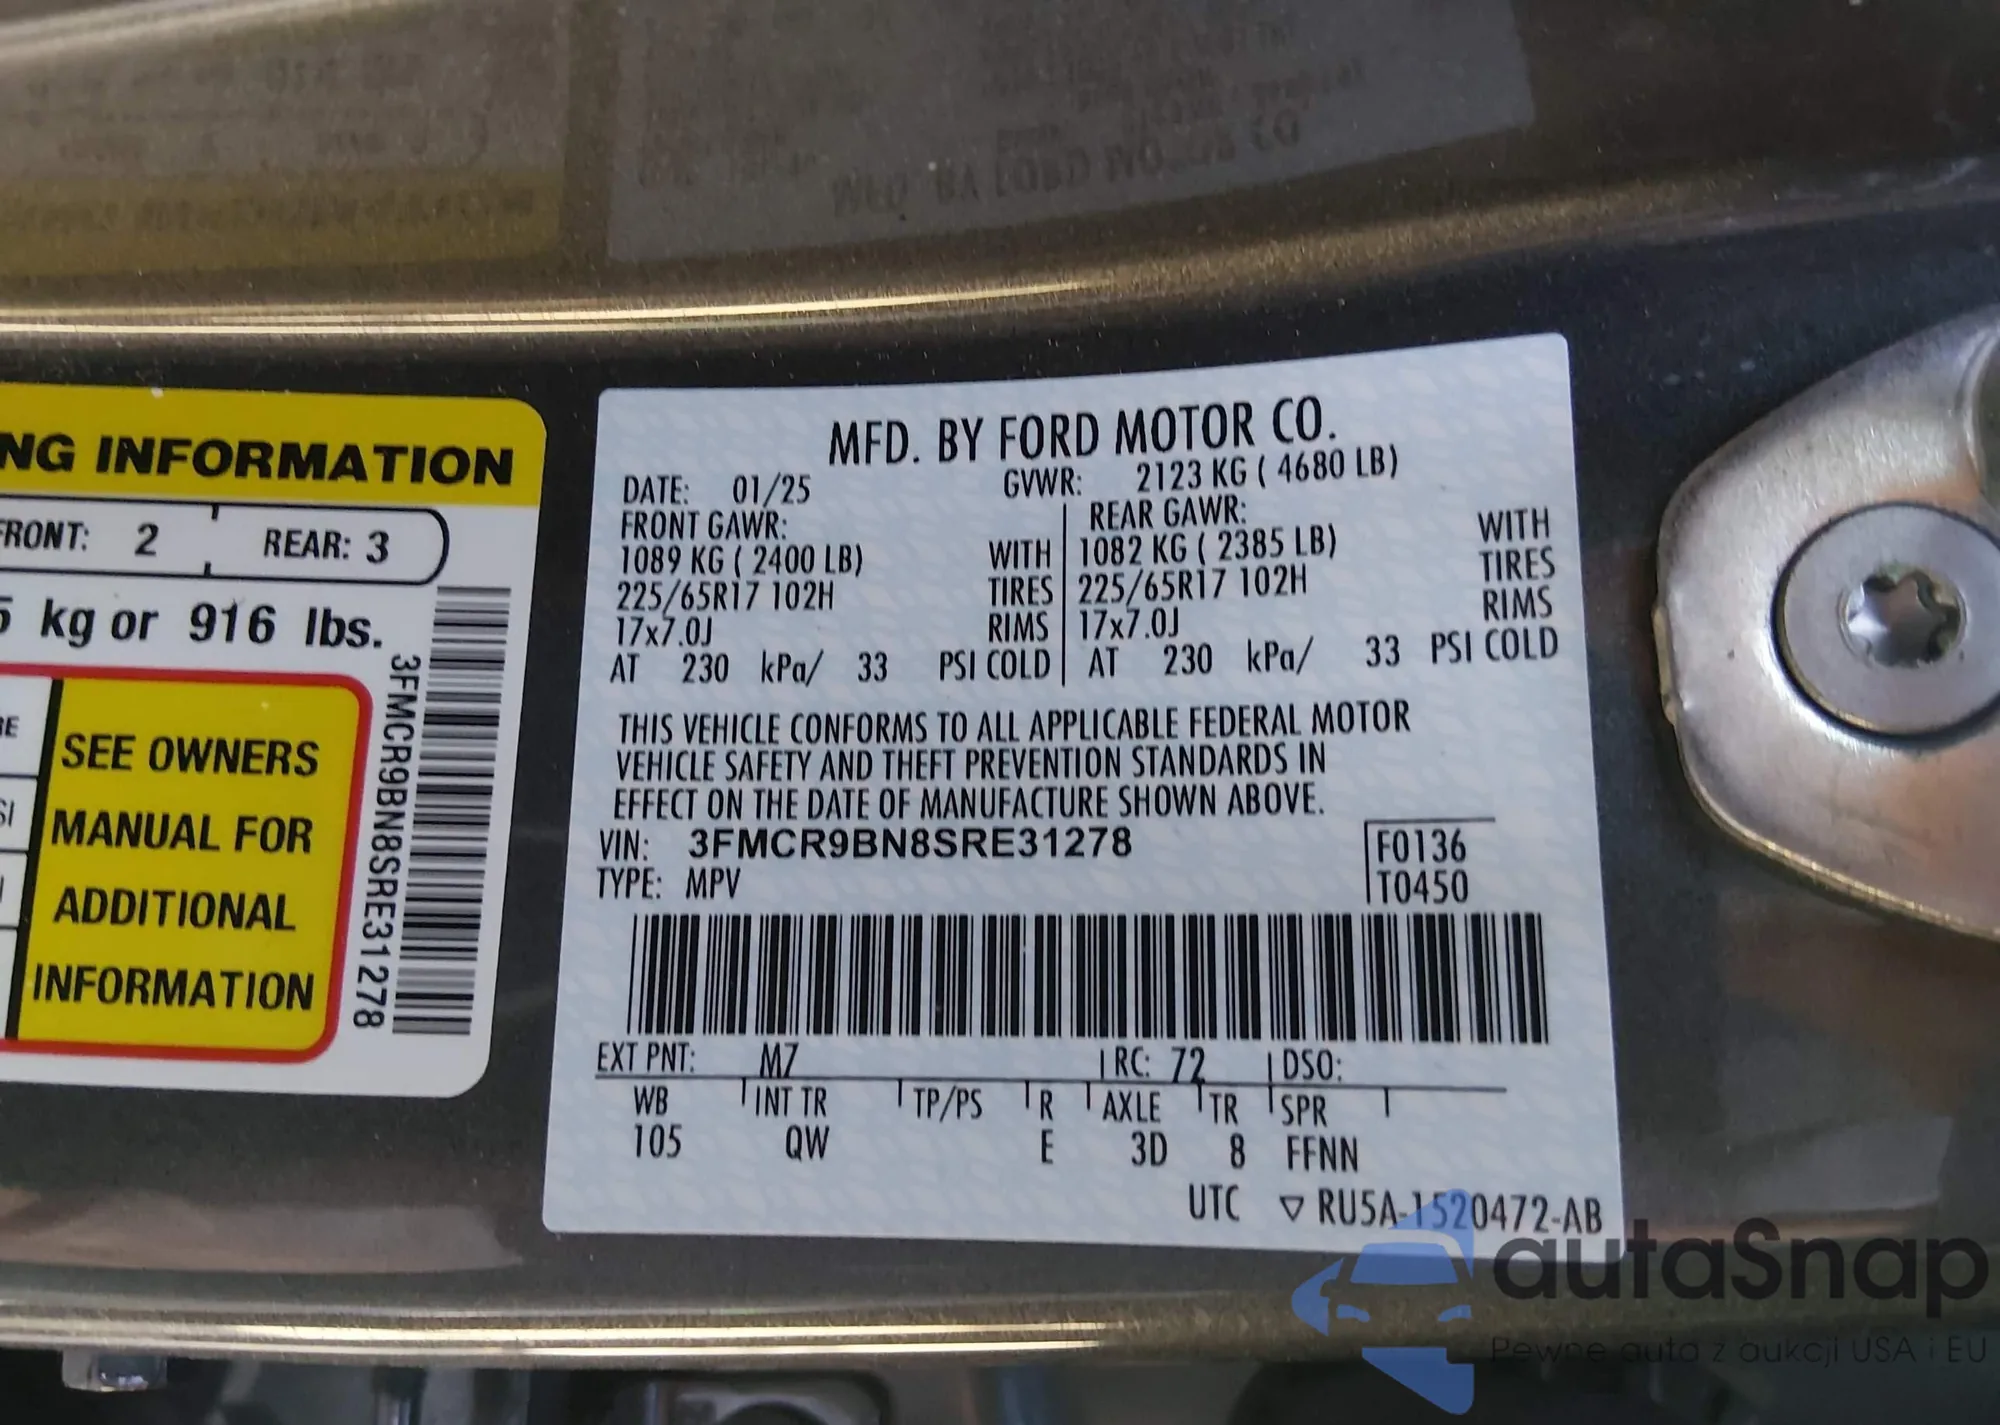 NG INFORMATION
FRONT: 2 REAR: 3
5 kg or 916 lbs.
SEE OWNERS
MANUAL FOR
ADDITIONAL
INFORMATION
3FMCR9BN8SRE31278
MFD. BY FORD MOTOR CO.
DATE: 01/25 GVWR: 2123 KG ( 4680 LB)
FRONT GAWR: REAR GAWR:
1089 KG ( 2400 LB) WITH 1082 KG ( 2385 LB) WITH
225/65R17 102H TIRES 225/65R17 102H TIRES
17x7.0J RIMS 17x7.0J RIMS
AT 230 kPa/ 33 PSI COLD AT 230 kPa/ 33 PSI COLD
THIS VEHICLE CONFORMS TO ALL APPLICABLE FEDERAL MOTOR
VEHICLE SAFETY AND THEFT PREVENTION STANDARDS IN
EFFECT ON THE DATE OF MANUFACTURE SHOWN ABOVE.
VIN: 3FMCR9BN8SRE31278 F0136
TYPE: MPV T0450
EXT PNT: M7 RC: 72 DSO:
WB INT TR TP/PS R AXLE TR SPR
105 QW E 3D 8 FFNN
UTC ▽ RU5A-1520472-AB
autaSnap
Pewne auta z aukcji USA i EU